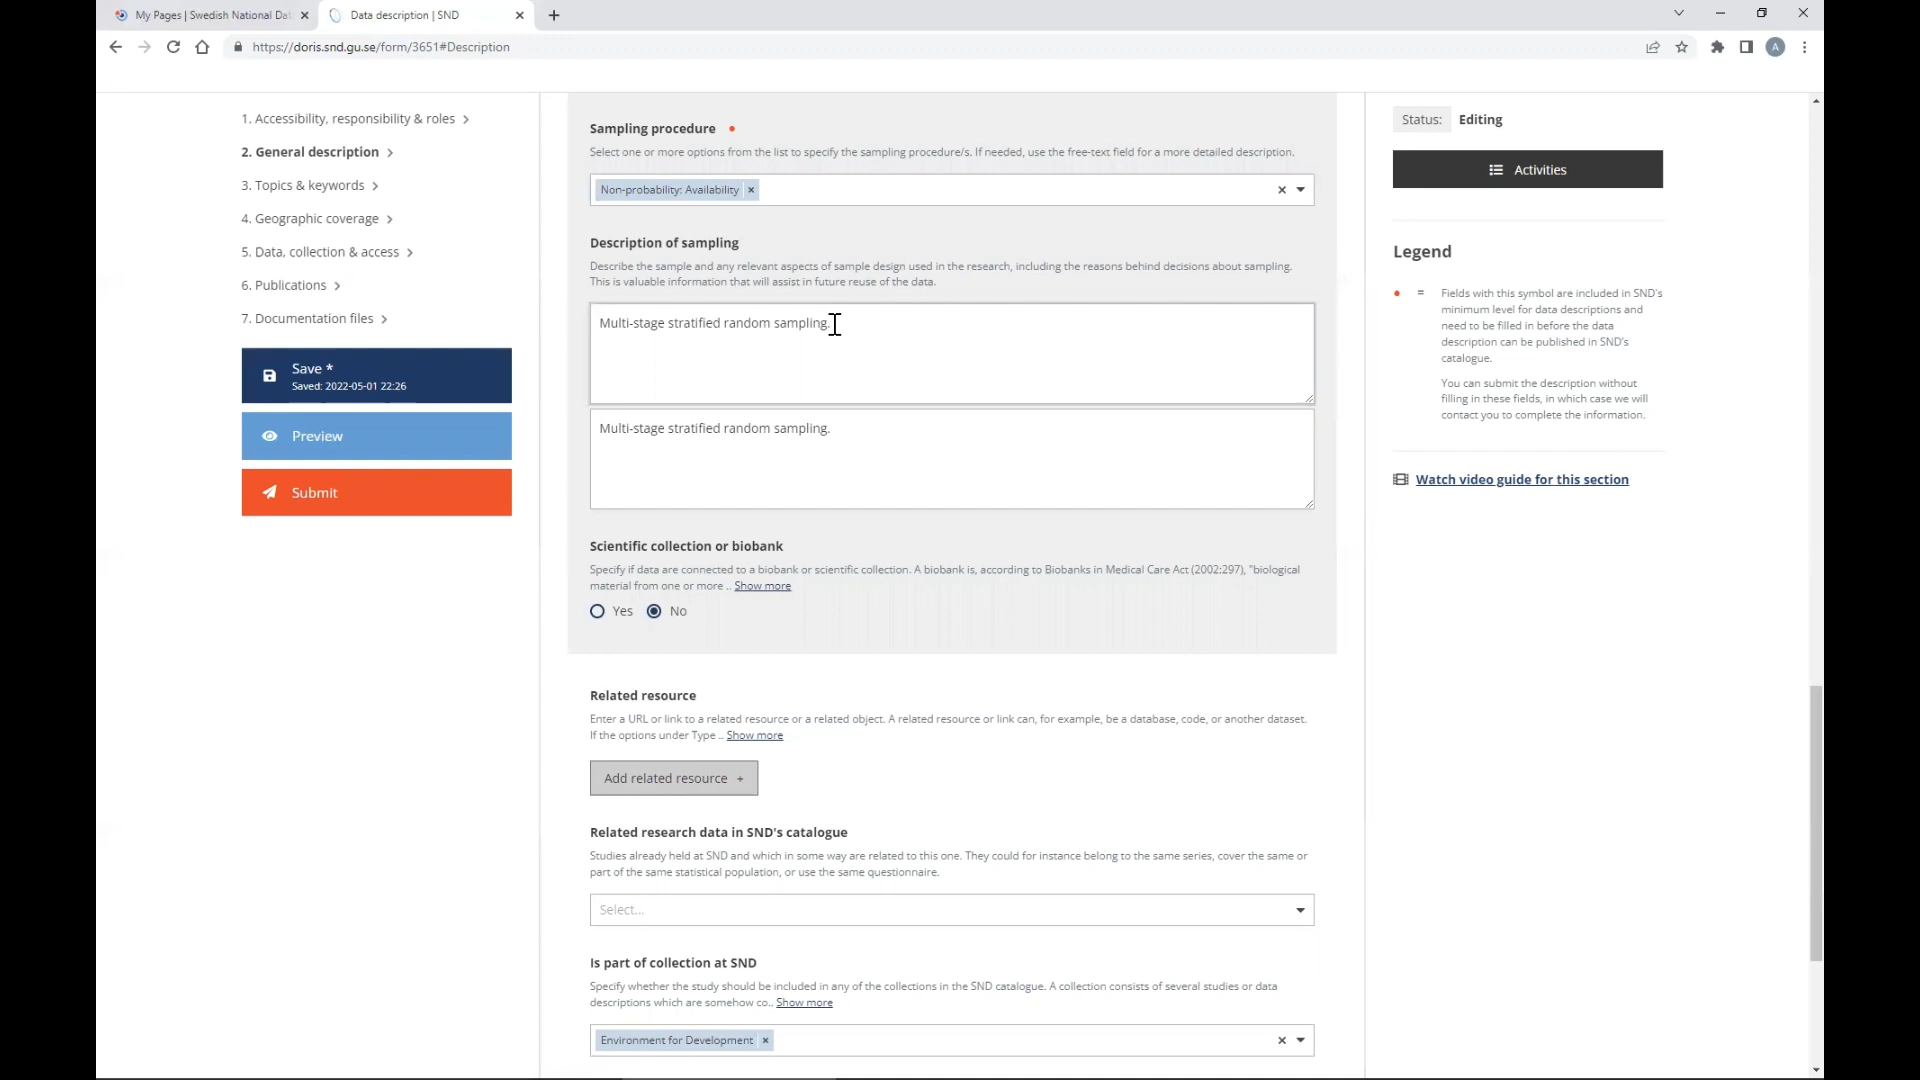 My Pages | Swedish National Dat
Data description | SND
https://doris.snd.gu.se/form/3651#Description
A
1. Accessibility, responsibility & roles
2. General description
3. Topics & keywords
4. Geographic coverage
5. Data, collection & access
6. Publications
7. Documentation files
Save *
Saved: 2022-05-01 22:26
Preview
Submit
Sampling procedure
Select one or more options from the list to specify the sampling procedure/s. If needed, use the free-text field for a more detailed description.
Non-probability: Availability
Description of sampling
Describe the sample and any relevant aspects of sample design used in the research, including the reasons behind decisions about sampling.
This is valuable information that will assist in future reuse of the data.
Multi-stage stratified random sampling.
Multi-stage stratified random sampling.
Scientific collection or biobank
Specify if data are connected to a biobank or scientific collection. A biobank is, according to Biobanks in Medical Care Act (2002:297), "biological
material from one or more .. Show more
Yes No
Related resource
Enter a URL or link to a related resource or a related object. A related resource or link can, for example, be a database, code, or another dataset.
If the options under Type .. Show more
Add related resource +
Related research data in SND's catalogue
Studies already held at SND and which in some way are related to this one. They could for instance belong to the same series, cover the same or
part of the same statistical population, or use the same questionnaire.
Select...
Is part of collection at SND
Specify whether the study should be included in any of the collections in the SND catalogue. A collection consists of several studies or data
descriptions which are somehow co.. Show more
Environment for Development
Status: Editing
Activities
Legend
= Fields with this symbol are included in SND's
minimum level for data descriptions and
need to be filled in before the data
description can be published in SND's
catalogue.
You can submit the description without
filling in these fields, in which case we will
contact you to complete the information.
Watch video guide for this section